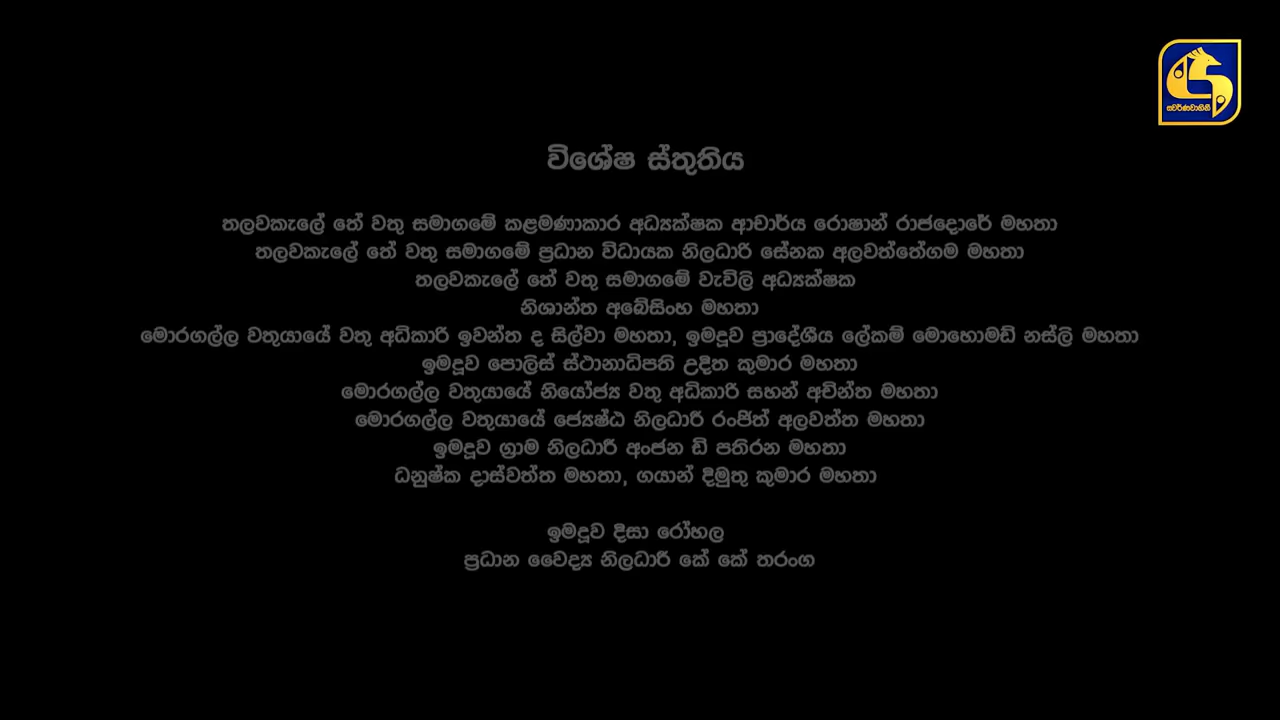 ස්වර්ණවාහිනී
විශේෂ ස්තුතිය
තලවකැලේ තේ වතු සමාගමේ කළමණාකාර අධ්‍යක්ෂක ආචාර්ය රොෂාන් රාජදොරේ මහතා
තලවකැලේ තේ වතු සමාගමේ ප්‍රධාන විධායක නිලධාරි සේනක අලවත්තේගම මහතා
තලවකැලේ තේ වතු සමාගමේ වැවිලි අධ්‍යක්ෂක
නිශාන්ත අබේසිංහ මහතා
මොරගල්ල වතුයායේ වතු අධිකාරි ඉවන්ත ද සිල්වා මහතා, ඉමදූව ප්‍රාදේශීය ලේකම් මොහොමඩ් නස්ලි මහතා
ඉමදූව පොලිස් ස්ථානාධිපති උදිත කුමාර මහතා
මොරගල්ල වතුයායේ නියෝජ්‍ය වතු අධිකාරි සහන් අචින්ත මහතා
මොරගල්ල වතුයායේ ජ්‍යෙෂ්ඨ නිලධාරී රංජිත් අලවත්ත මහතා
ඉමදූව ග්‍රාම නිලධාරී අංජන ඩි පතිරන මහතා
ධනුෂ්ක දාස්වත්ත මහතා, ගයාන් දිමුතු කුමාර මහතා
ඉමදූව දිසා රෝහල
ප්‍රධාන වෛද්‍ය නිලධාරී කේ කේ තරංග